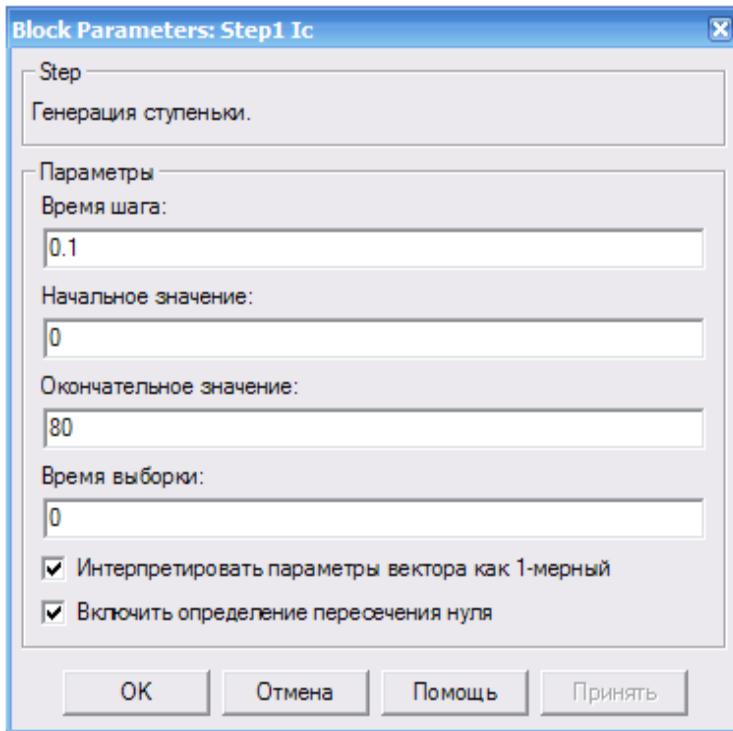 Block Parameters: Step1 Ic
Step
Генерация ступеньки.
Параметры
Время шага:
0.1
Начальное значение:
0
Окончательное значение:
80
Время выборки:
0
Интерпретировать параметры вектора как 1-мерный
Включить определение пересечения нуля
OK Отмена Помощь Принять